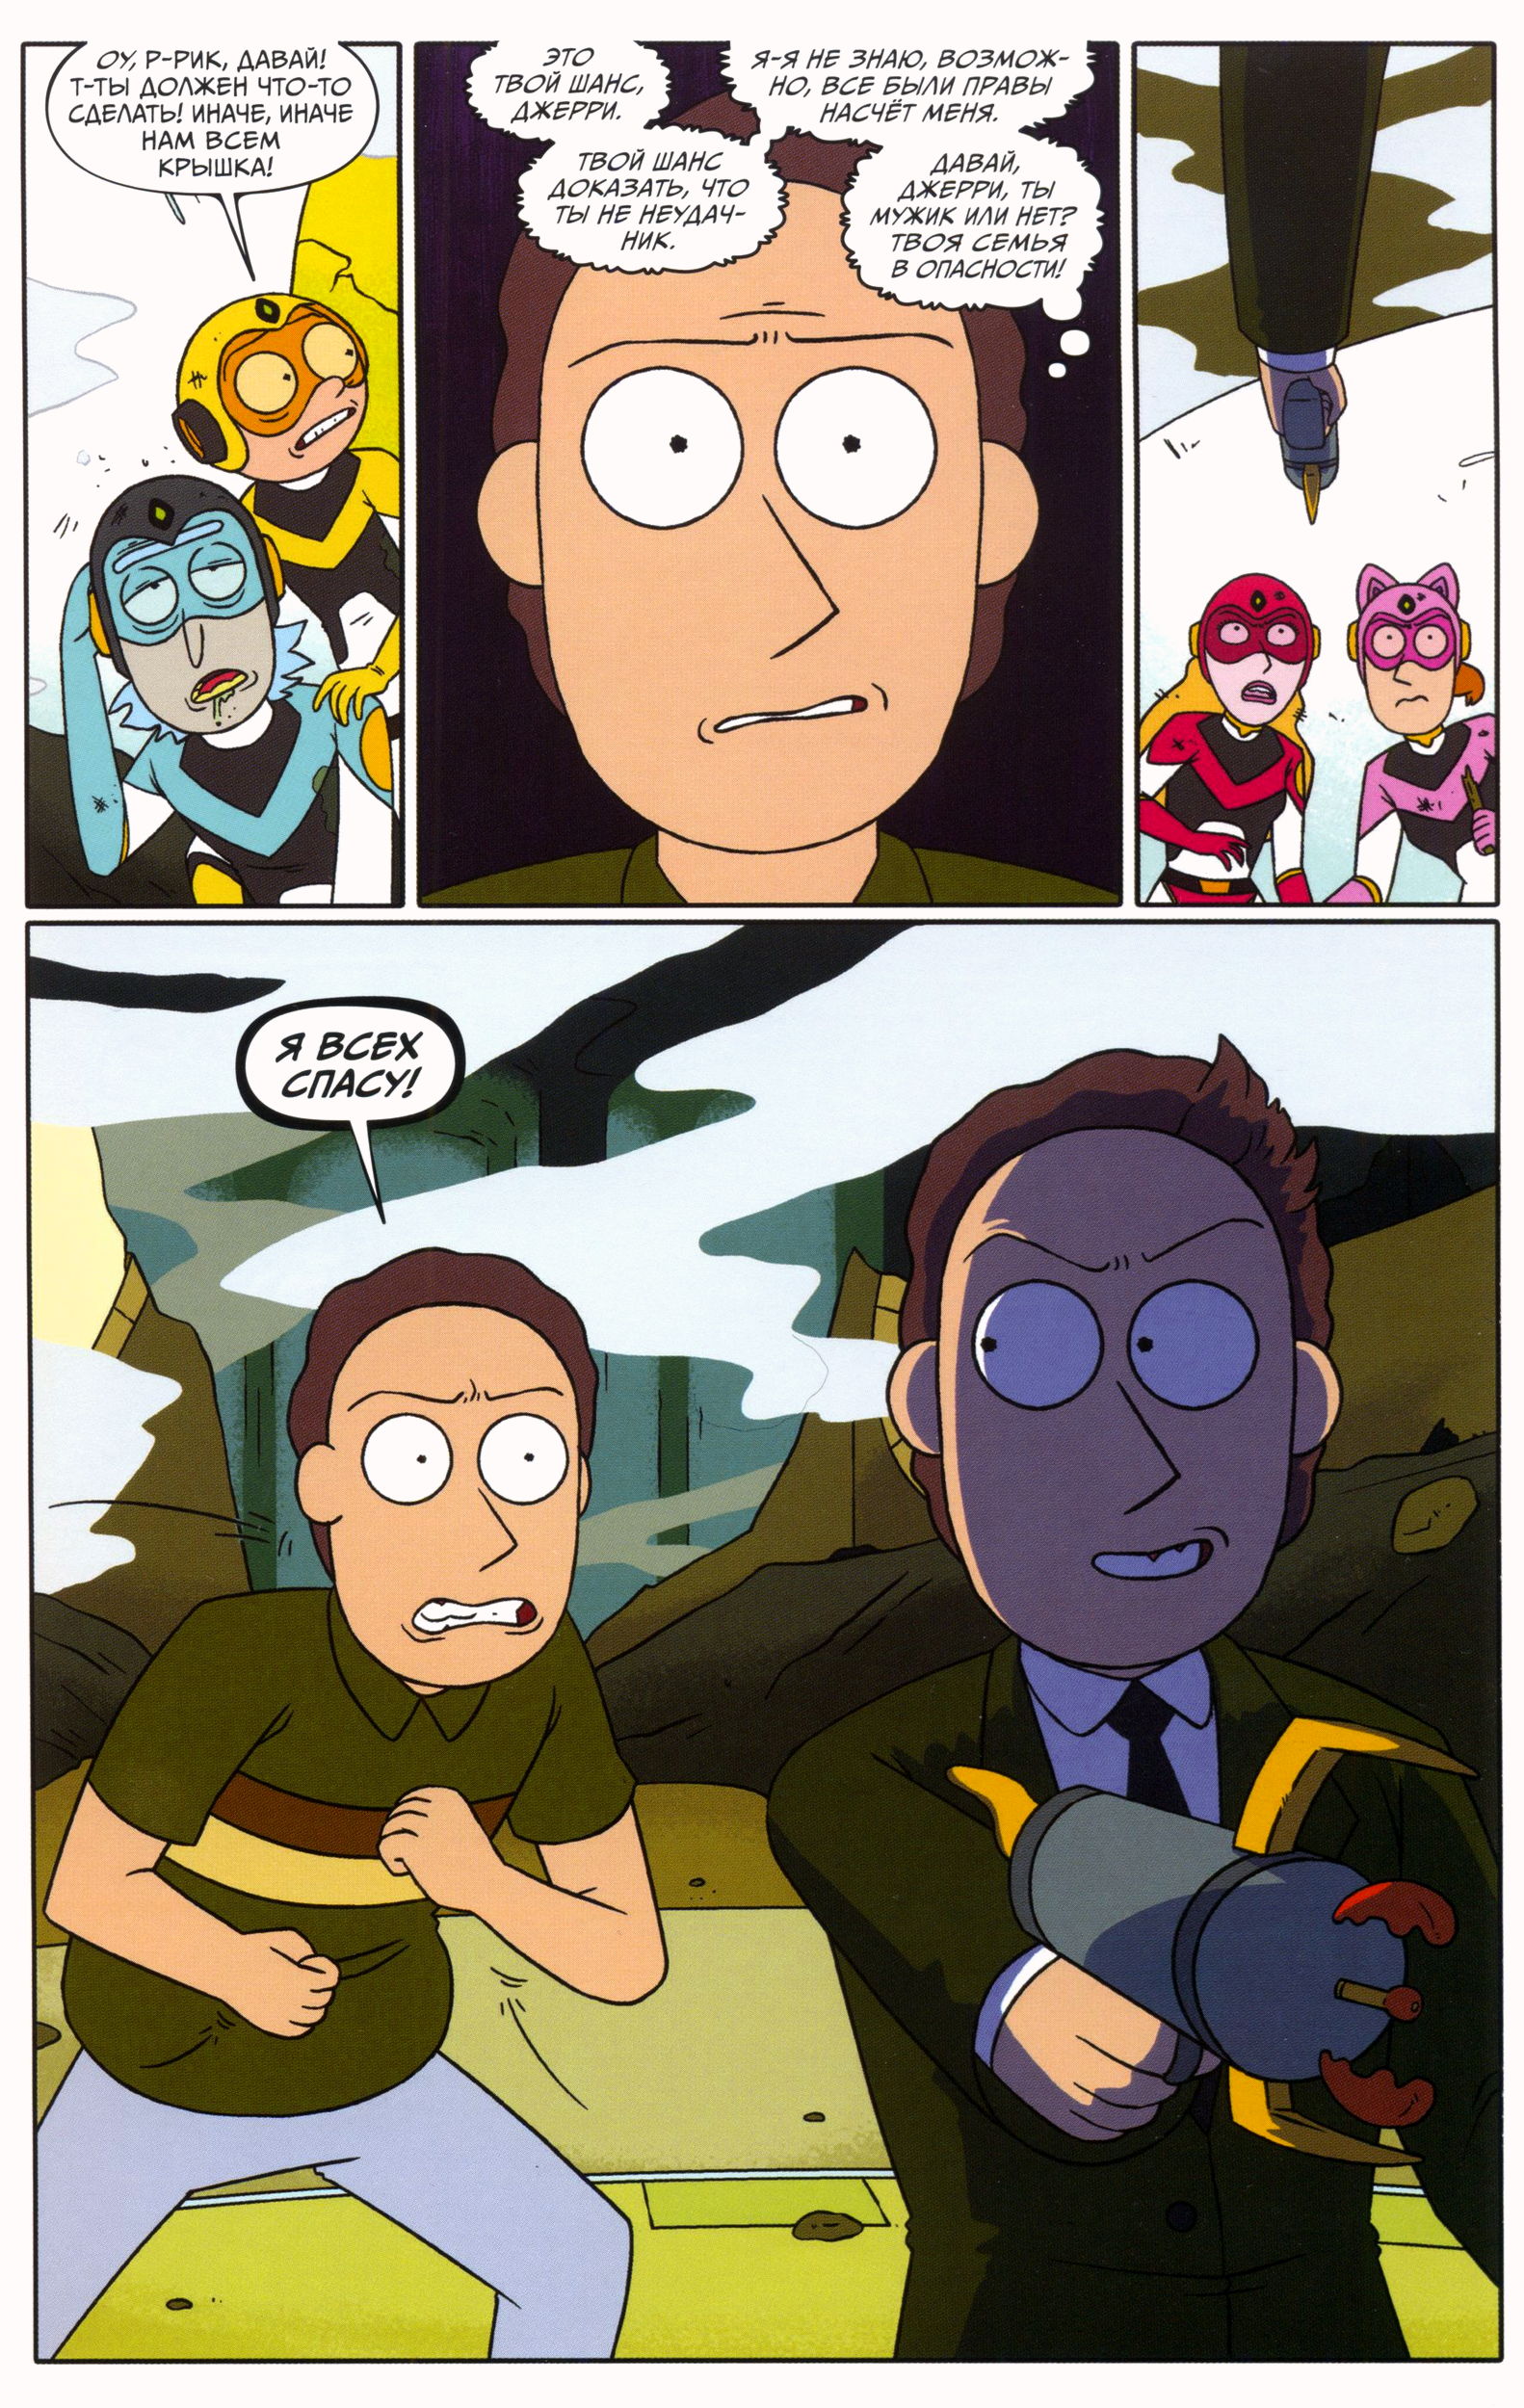 ОУ, Р-РИК, ДАВАЙ!
Т-ТЫ ДОЛЖЕН ЧТО-ТО
СДЕЛАТЬ! ИНАЧЕ, ИНАЧЕ
НАМ ВСЕМ
КРЫШКА!
ЭТО
ТВОЙ ШАНС,
ДЖЕРРИ.
ТВОЙ ШАНС
ДОКАЗАТЬ, ЧТО
ТЫ НЕ НЕУДАЧ-
НИК.
Я-Я НЕ ЗНАЮ, ВОЗМОЖ-
НО, ВСЕ БЫЛИ ПРАВЫ
НАСЧЁТ МЕНЯ.
ДАВАЙ,
ДЖЕРРИ, ТЫ
МУЖИК ИЛИ НЕТ?
ТВОЯ СЕМЬЯ
В ОПАСНОСТИ!
Я ВСЕХ
СПАСУ!